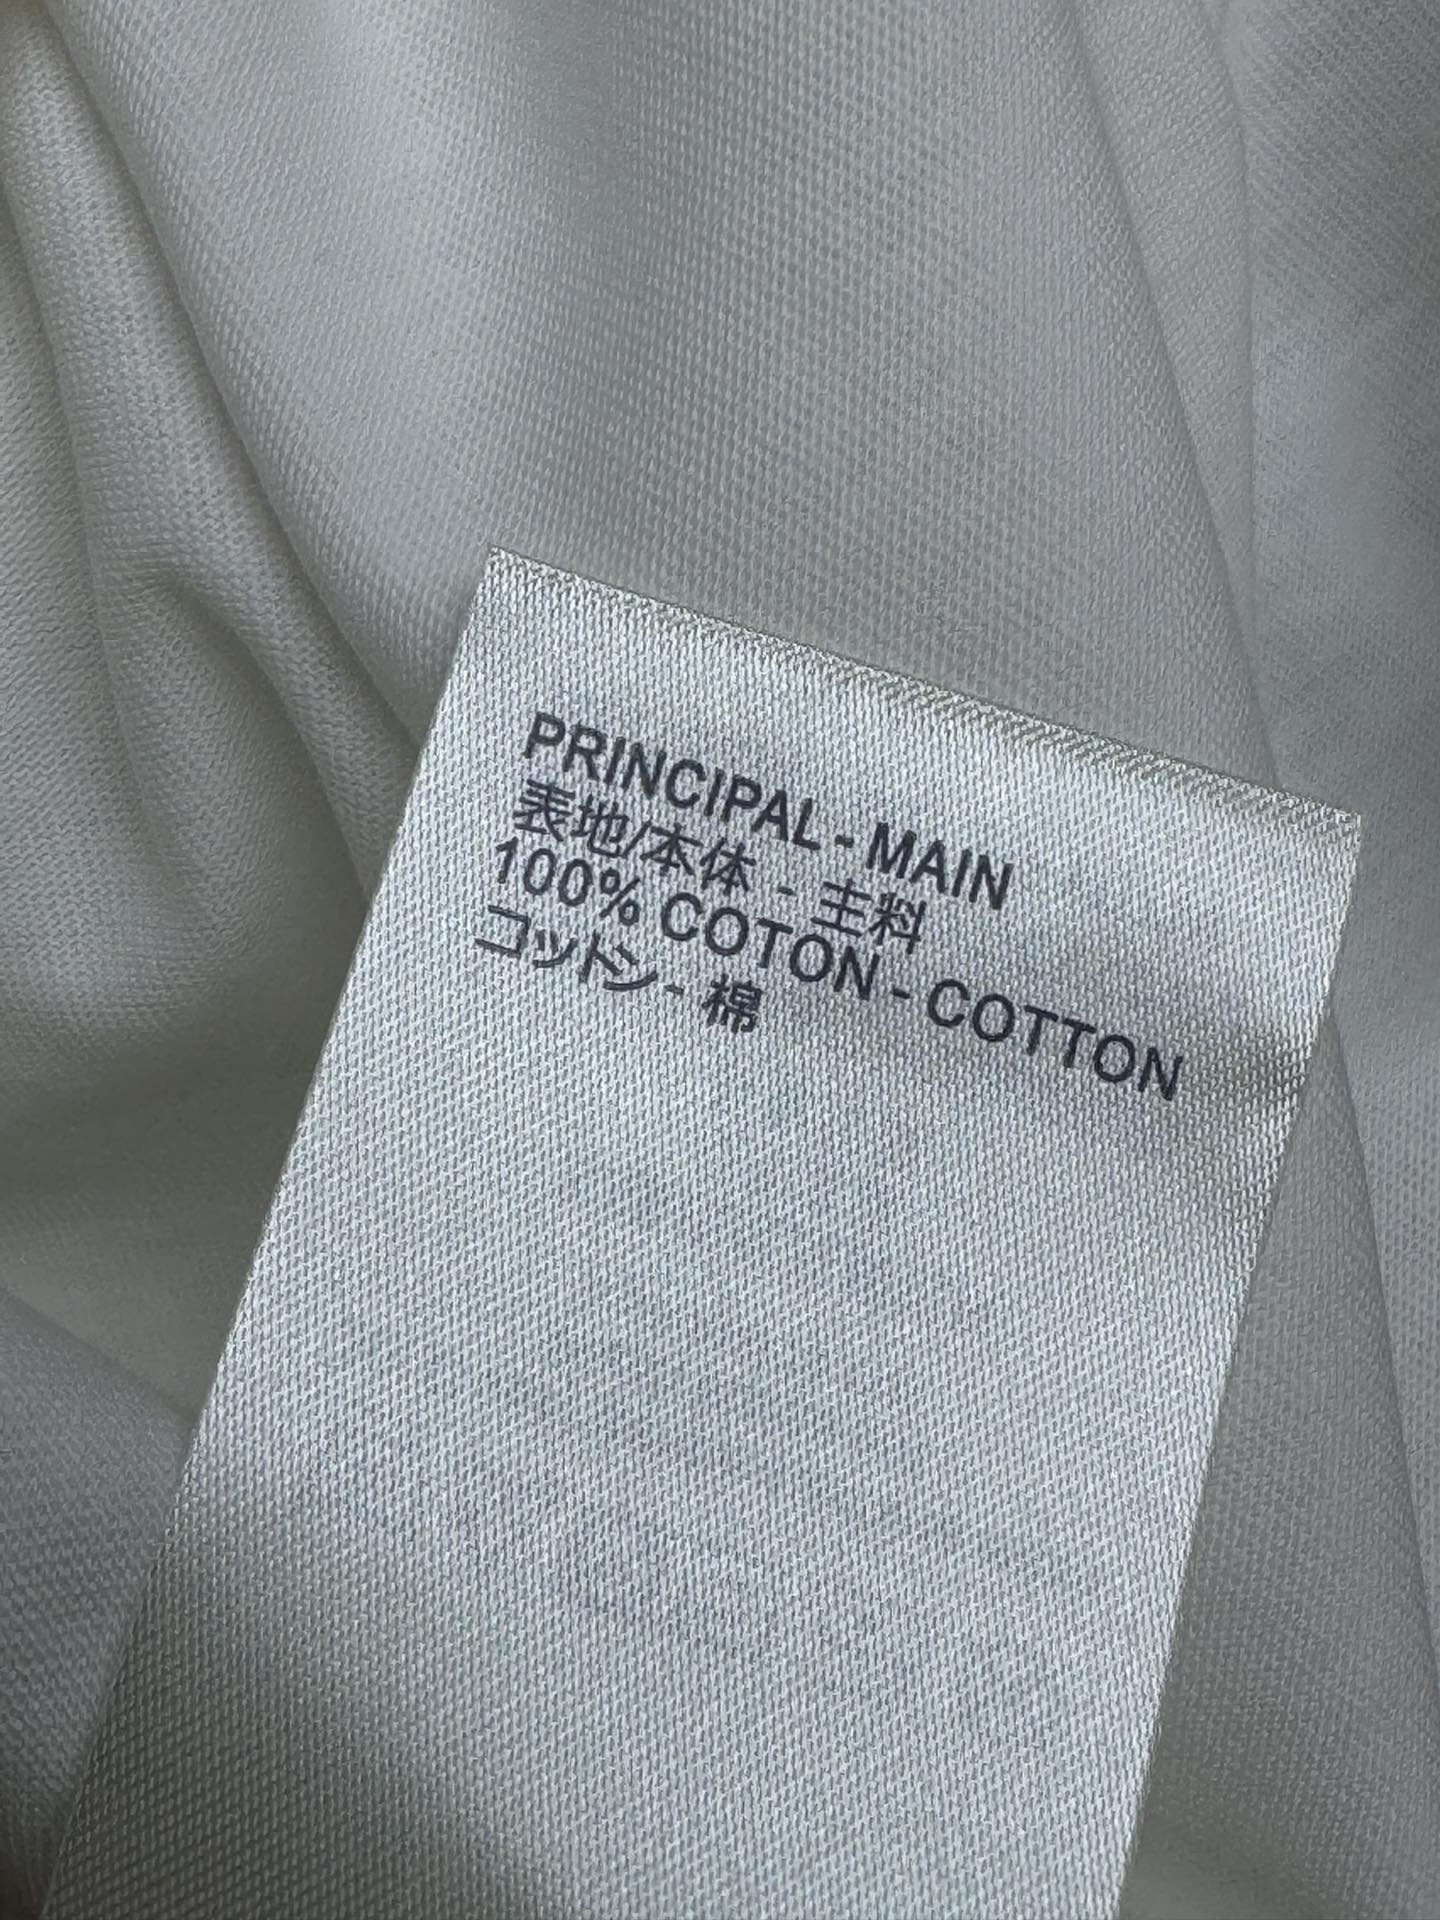 PRINCIPAL - MAIN
表地/本体 - 主料
100% COTON - COTTON
コットン - 棉